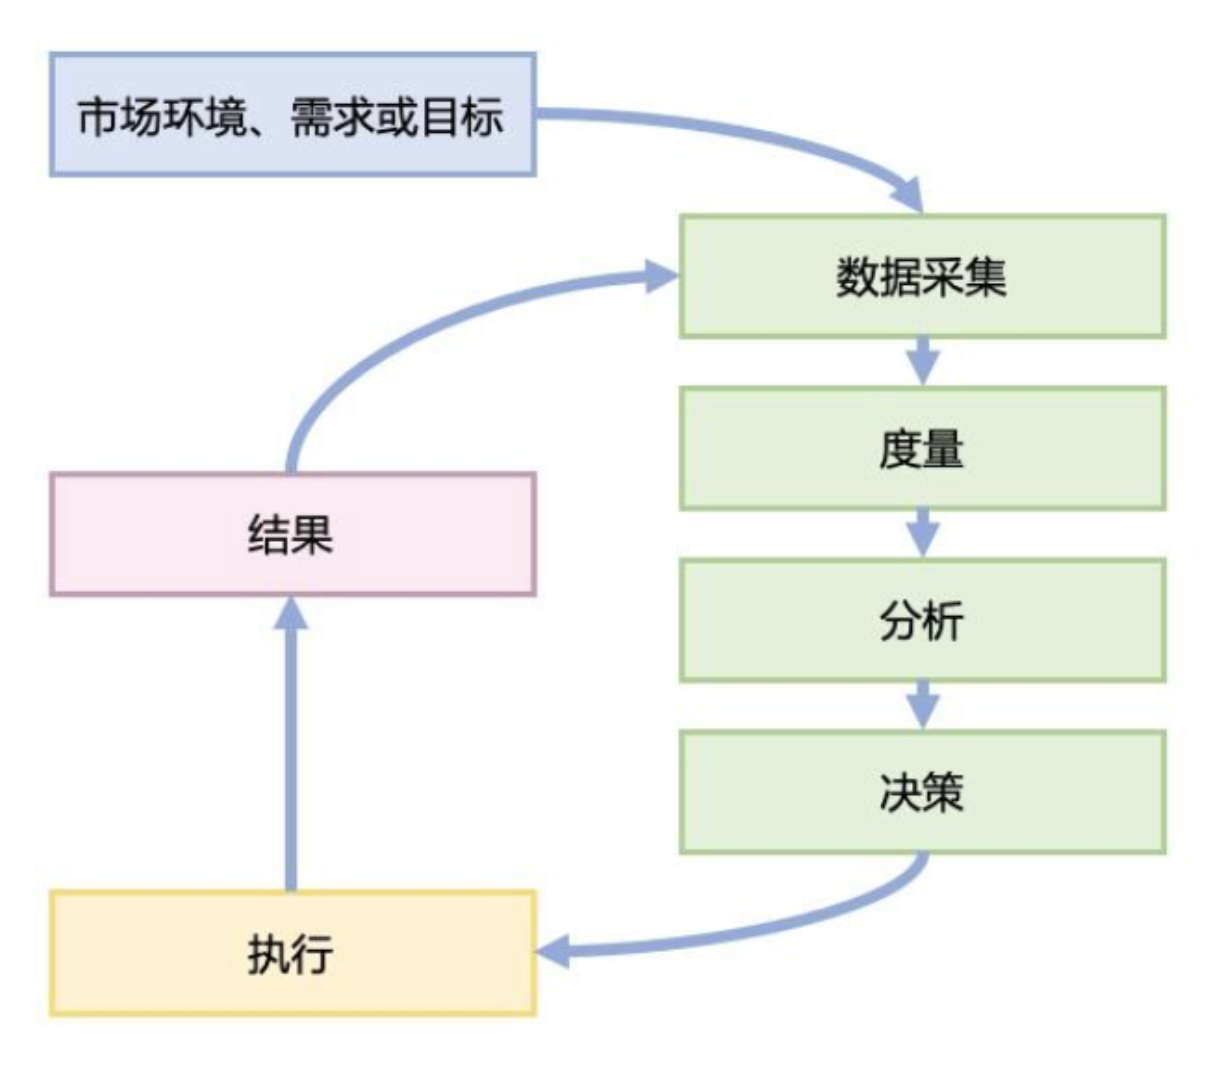 市场环境、需求或目标
数据采集
度量
分析
决策
执行
结果